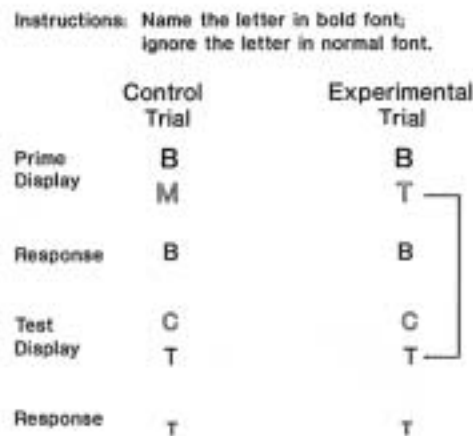 Instructions: Name the letter in bold font;
ignore the letter in normal font.
Control Trial
Experimental Trial
Prime Display
B
B
M
T
Response
B
B
Test Display
C
C
T
T
Response
T
T